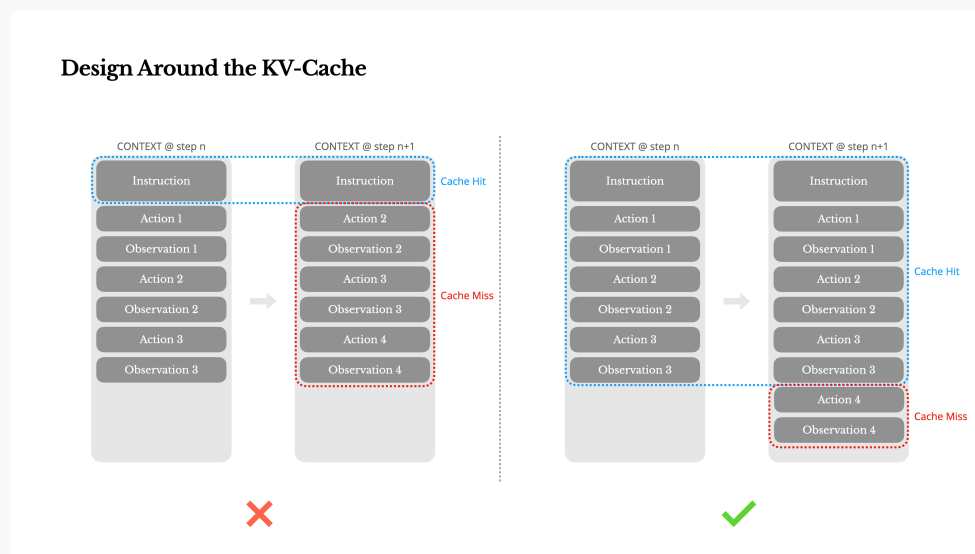 Design Around the KV-Cache
CONTEXT @ step n
Instruction
Action 1
Observation 1
Action 2
Observation 2
Action 3
Observation 3
CONTEXT @ step n+1
Instruction
Action 2
Observation 2
Action 3
Observation 3
Action 4
Observation 4
Cache Hit
Cache Miss
CONTEXT @ step n
Instruction
Action 1
Observation 1
Action 2
Observation 2
Action 3
Observation 3
CONTEXT @ step n+1
Instruction
Action 1
Observation 1
Action 2
Observation 2
Action 3
Observation 3
Action 4
Observation 4
Cache Hit
Cache Miss